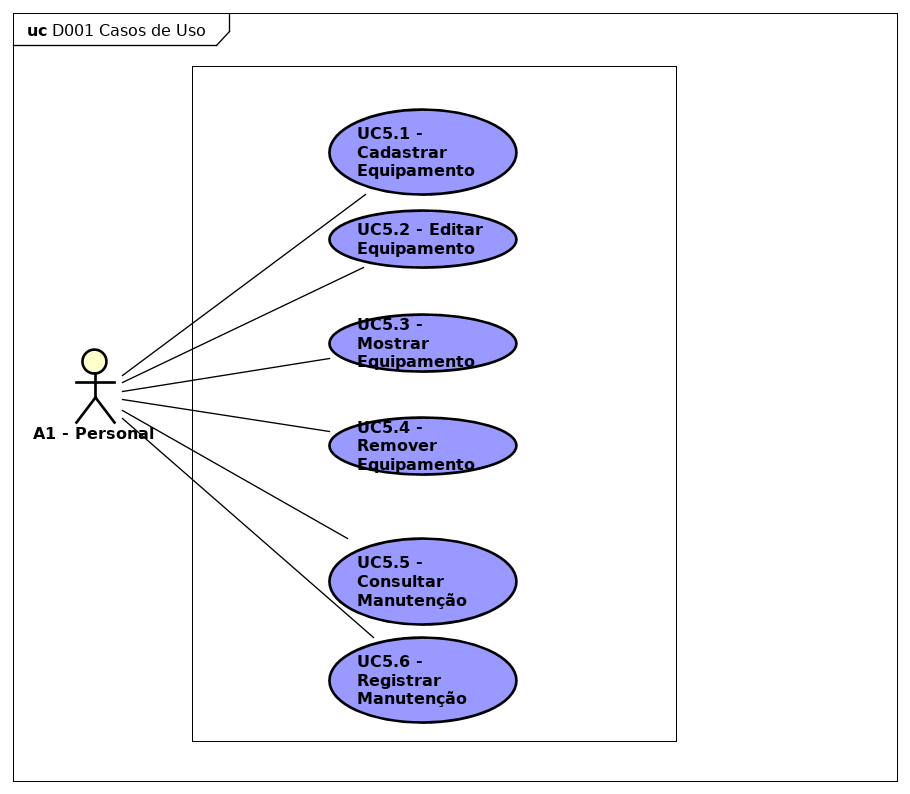 uc D001 Casos de Uso
UC5.1 -
Cadastrar
Equipamento
UC5.2 - Editar
Equipamento
UC5.3 -
Mostrar
Equipamento
A1 - Personal
UC5.4 -
Remover
Equipamento
UC5.5 -
Consultar
Manutenção
UC5.6 -
Registrar
Manutenção